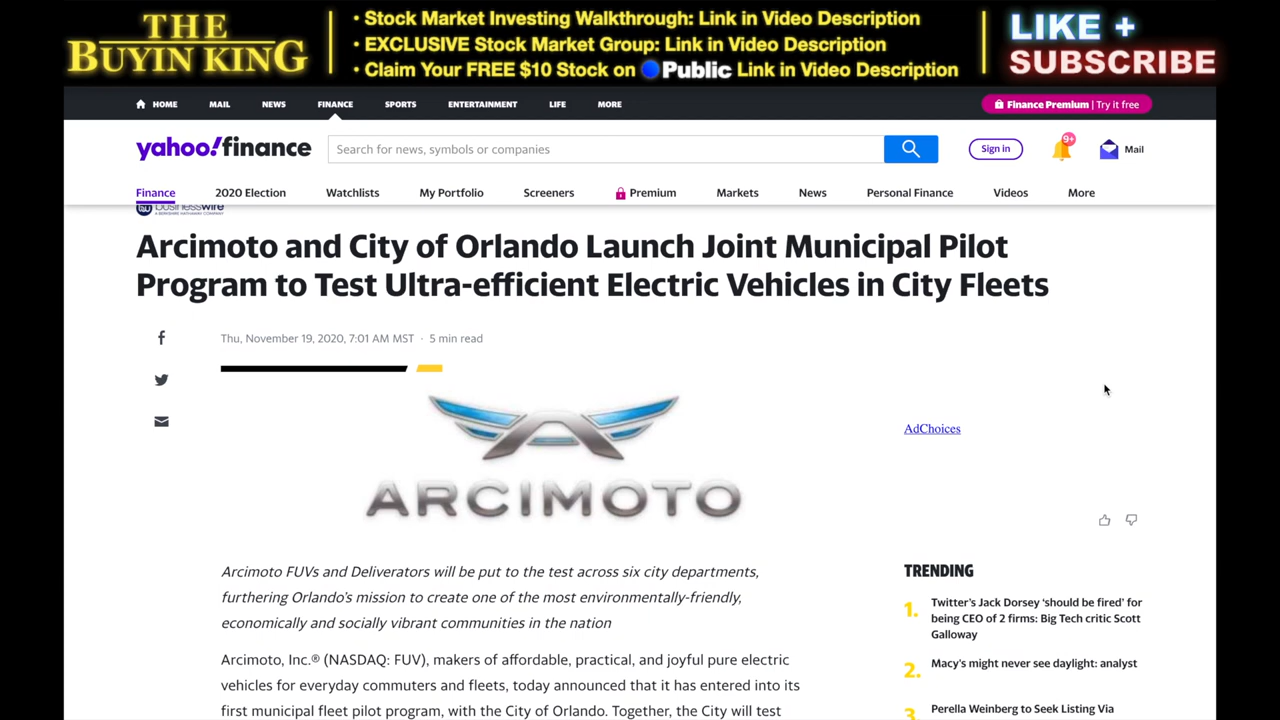 THE
BUYIN KING
• Stock Market Investing Walkthrough: Link in Video Description
• EXCLUSIVE Stock Market Group: Link in Video Description
• Claim Your FREE $10 Stock on Public Link in Video Description
LIKE +
SUBSCRIBE
HOME MAIL NEWS FINANCE SPORTS ENTERTAINMENT LIFE MORE
Finance Premium | Try it free
yahoo!finance
Search for news, symbols or companies
Sign in
9+
Mail
Finance 2020 Election Watchlists My Portfolio Screeners Premium Markets News Personal Finance Videos More
businesswire
A BERKSHIRE HATHAWAY COMPANY
Arcimoto and City of Orlando Launch Joint Municipal Pilot
Program to Test Ultra-efficient Electric Vehicles in City Fleets
Thu, November 19, 2020, 7:01 AM MST · 5 min read
ARCIMOTO
Arcimoto FUVs and Deliverators will be put to the test across six city departments,
furthering Orlando's mission to create one of the most environmentally-friendly,
economically and socially vibrant communities in the nation
Arcimoto, Inc.® (NASDAQ: FUV), makers of affordable, practical, and joyful pure electric
vehicles for everyday commuters and fleets, today announced that it has entered into its
first municipal fleet pilot program, with the City of Orlando. Together, the City will test
AdChoices
TRENDING
1. Twitter's Jack Dorsey 'should be fired' for
being CEO of 2 firms: Big Tech critic Scott
Galloway
2. Macy's might never see daylight: analyst
3. Perella Weinberg to Seek Listing Via